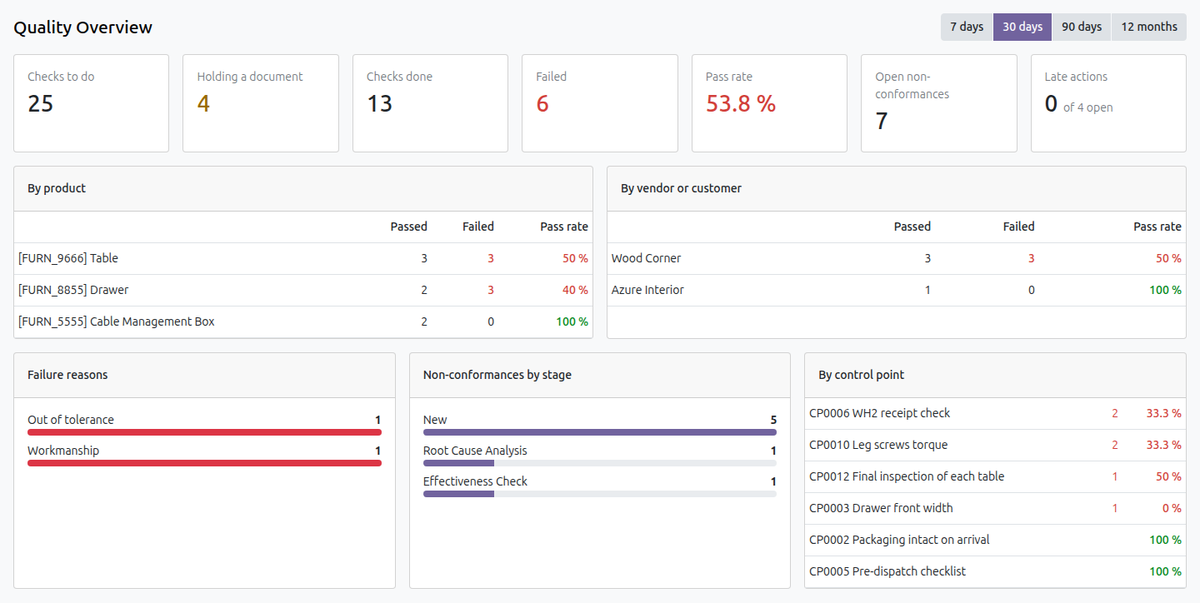 Quality Overview
7 days 30 days 90 days 12 months
Checks to do
25
Holding a document
4
Checks done
13
Failed
6
Pass rate
53.8 %
Open non-
conformances
7
Late actions
0 of 4 open
By product
Passed Failed Pass rate
[FURN_9666] Table 3 3 50 %
[FURN_8855] Drawer 2 3 40 %
[FURN_5555] Cable Management Box 2 0 100 %
By vendor or customer
Passed Failed Pass rate
Wood Corner 3 3 50 %
Azure Interior 1 0 100 %
Failure reasons
Out of tolerance 1
Workmanship 1
Non-conformances by stage
New 5
Root Cause Analysis 1
Effectiveness Check 1
By control point
CP0006 WH2 receipt check 2 33.3 %
CP0010 Leg screws torque 2 33.3 %
CP0012 Final inspection of each table 1 50 %
CP0003 Drawer front width 1 0 %
CP0002 Packaging intact on arrival 100 %
CP0005 Pre-dispatch checklist 100 %